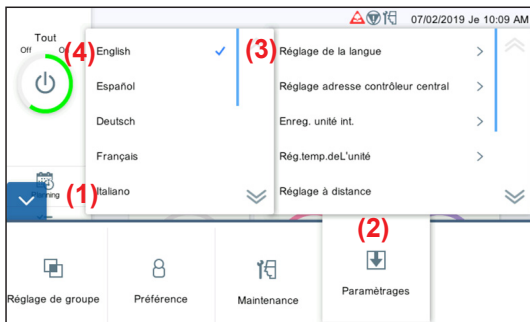 07/02/2019 Je 10:09 AM
Tout
Off On
(4)
English
Español
Deutsch
Français
Italiano
(3)
Réglage de la langue
Réglage adresse contrôleur central
Enreg. unité int.
Rég.temp.deL'unité
Réglage à distance
Planning
(1)
(2)
Réglage de groupe
Préférence
Maintenance
Paramètrages